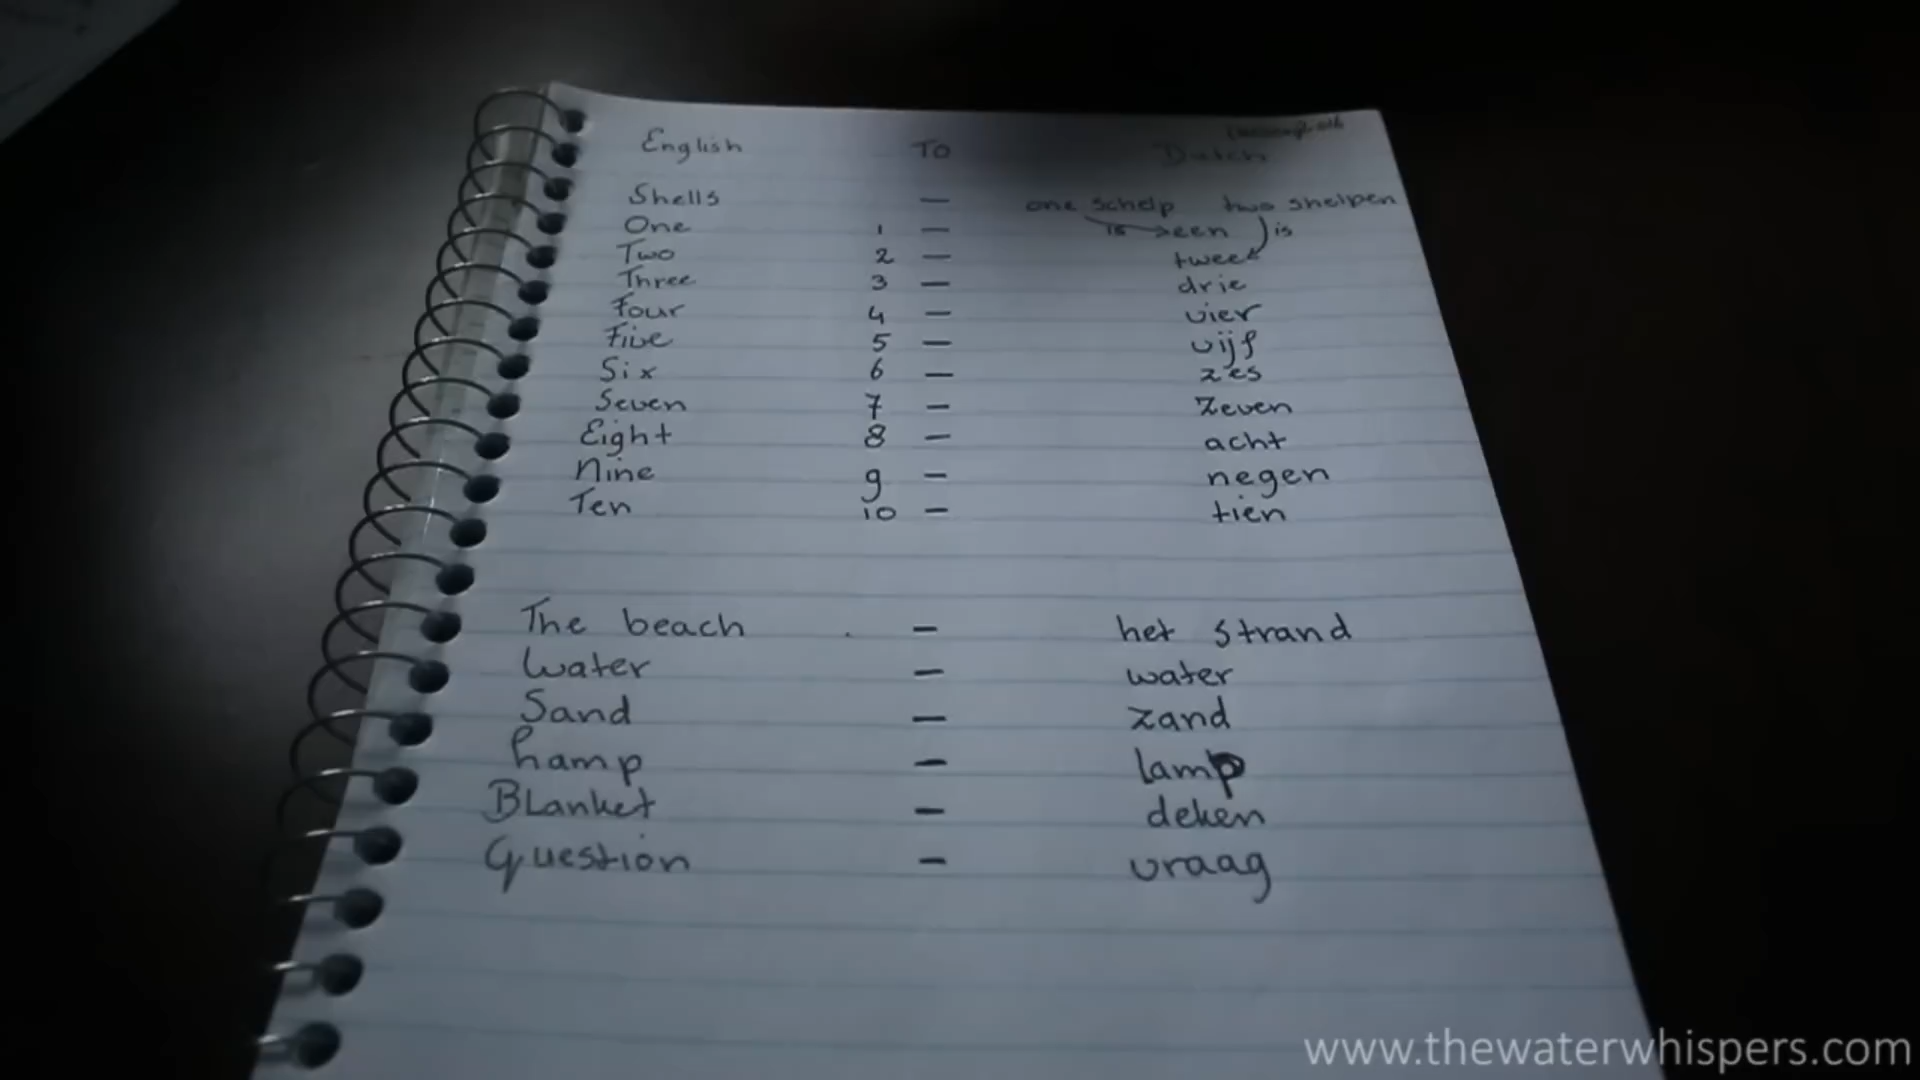 English To Dutch
Shells - one schelp two shelpen
One 1 - is een is
Two 2 - twee
Three 3 - drie
Four 4 - vier
Five 5 - vijf
Six 6 - zes
Seven 7 - Zeven
Eight 8 - acht
Nine 9 - negen
Ten 10 - tien
The beach - het strand
Water - water
Sand - zand
Lamp - lamp
BLanket - deken
Question - vraag
www.thewaterwhispers.com